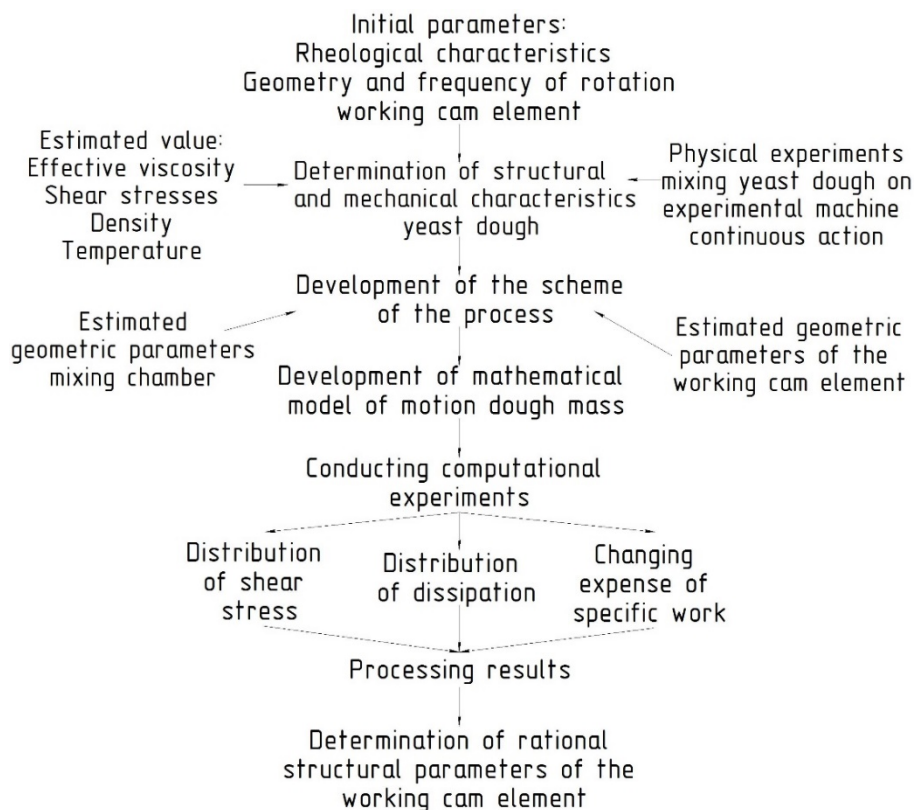 Initial parameters:
Rheological characteristics
Geometry and frequency of rotation
working cam element
Estimated value:
Effective viscosity
Shear stresses
Density
Temperature
Determination of structural
and mechanical characteristics
yeast dough
Physical experiments
mixing yeast dough on
experimental machine
continuous action
Development of the scheme
of the process
Estimated
geometric parameters
mixing chamber
Estimated geometric
parameters of the
working cam element
Development of mathematical
model of motion dough mass
Conducting computational
experiments
Distribution
of shear
stress
Distribution
of dissipation
Changing
expense of
specific work
Processing results
Determination of rational
structural parameters of the
working cam element